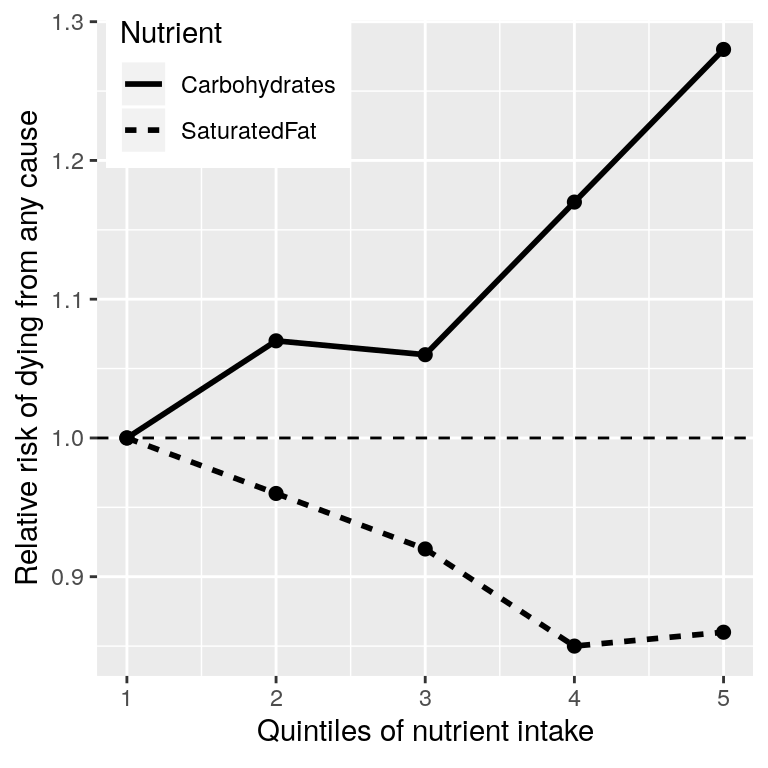 Nutrient
Carbohydrates
SaturatedFat
Relative risk of dying from any cause
1.3
1.2
1.1
1.0
0.9
1 2 3 4 5
Quintiles of nutrient intake